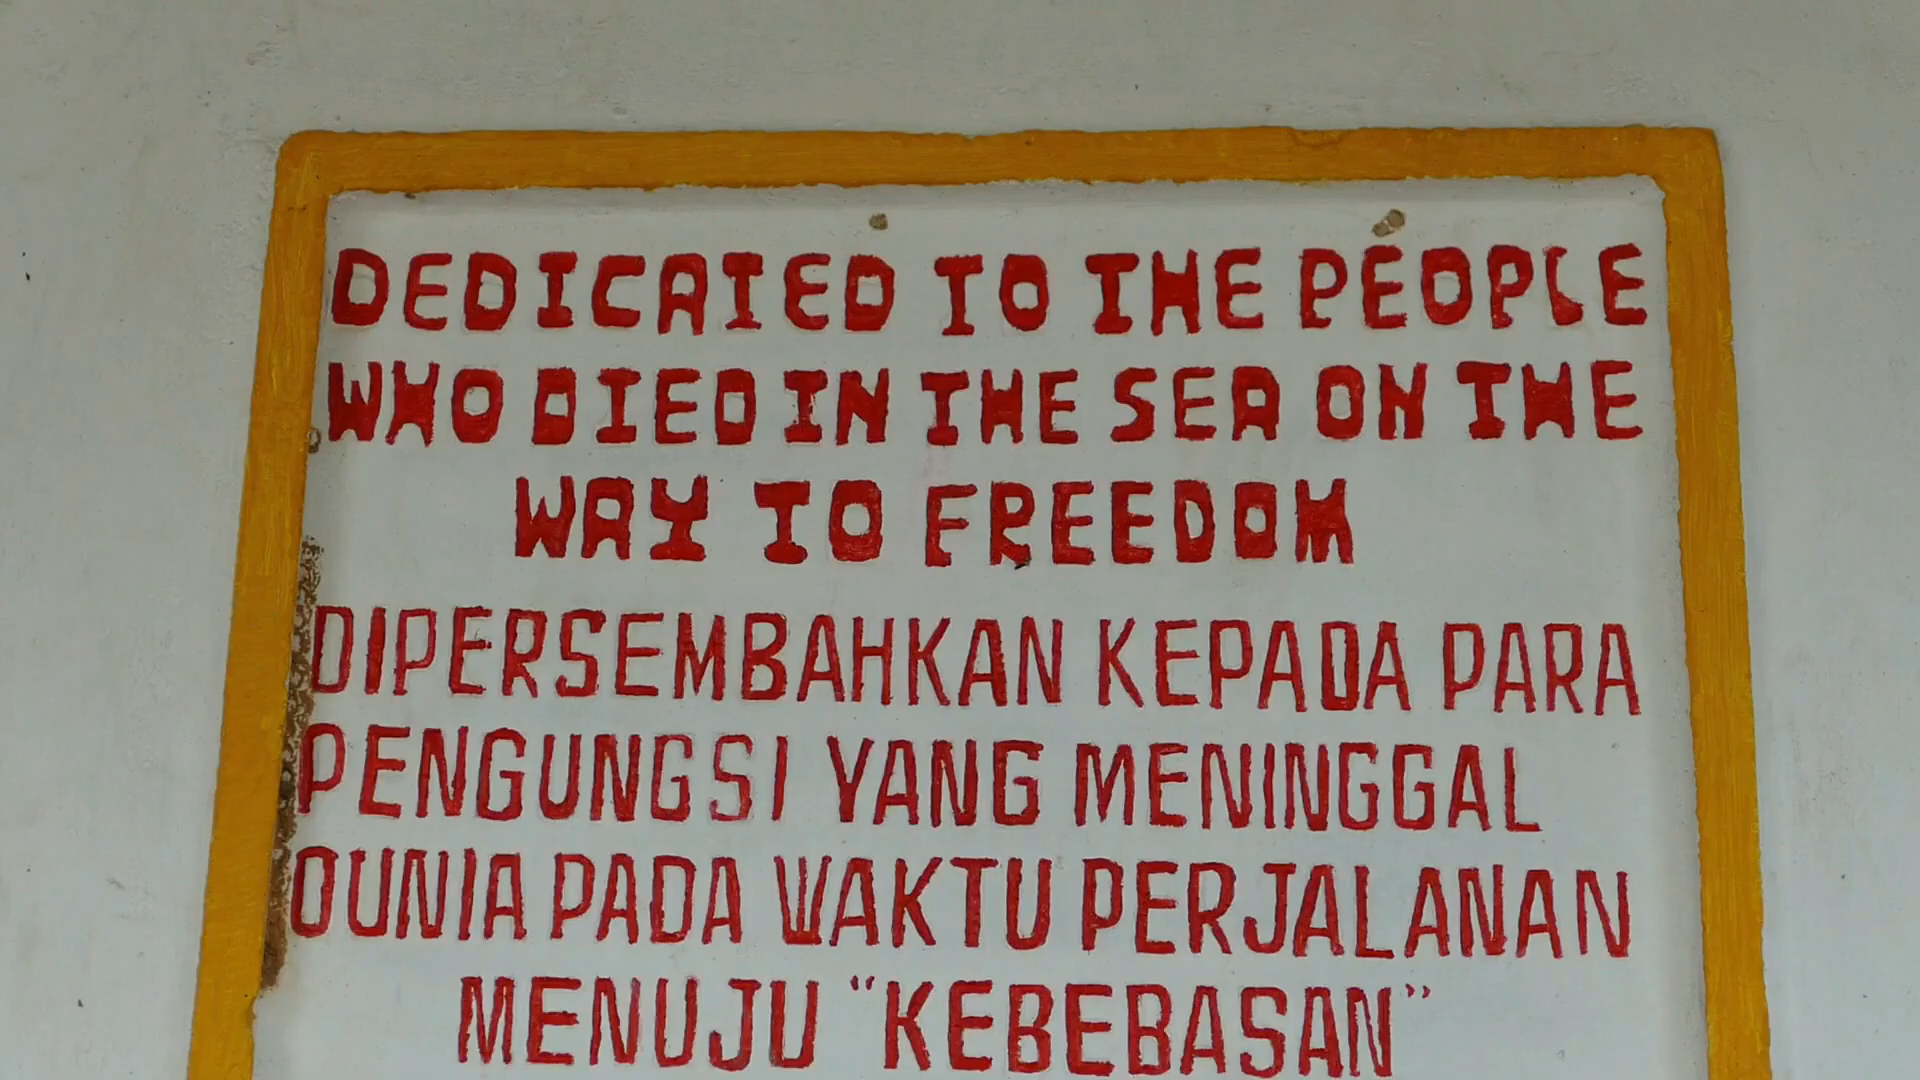 DEDICATED TO THE PEOPLE
WHO DIED IN THE SEA ON THE
WAY TO FREEDOM
DIPERSEMBAHKAN KEPADA PARA
PENGUNGSI YANG MENINGGAL
DUNIA PADA WAKTU PERJALANAN
MENUJU “KEBEBASAN”